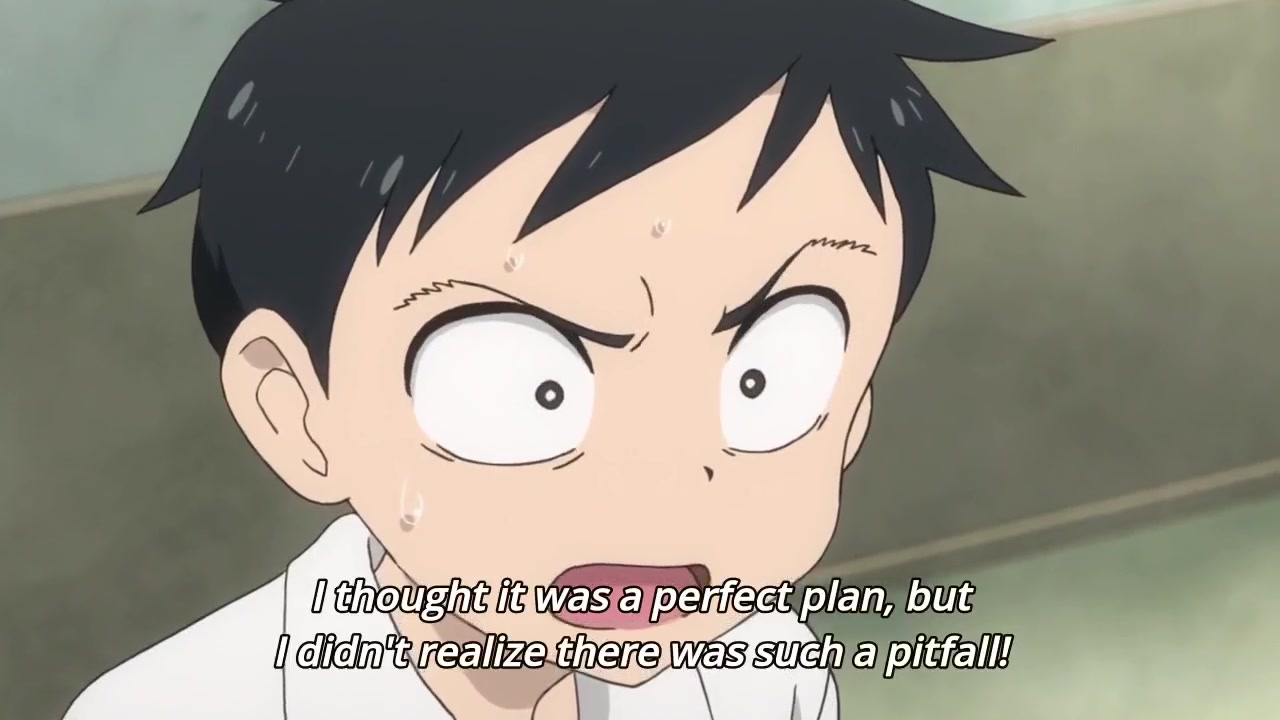 I thought it was a perfect plan, but
I didn't realize there was such a pitfall!